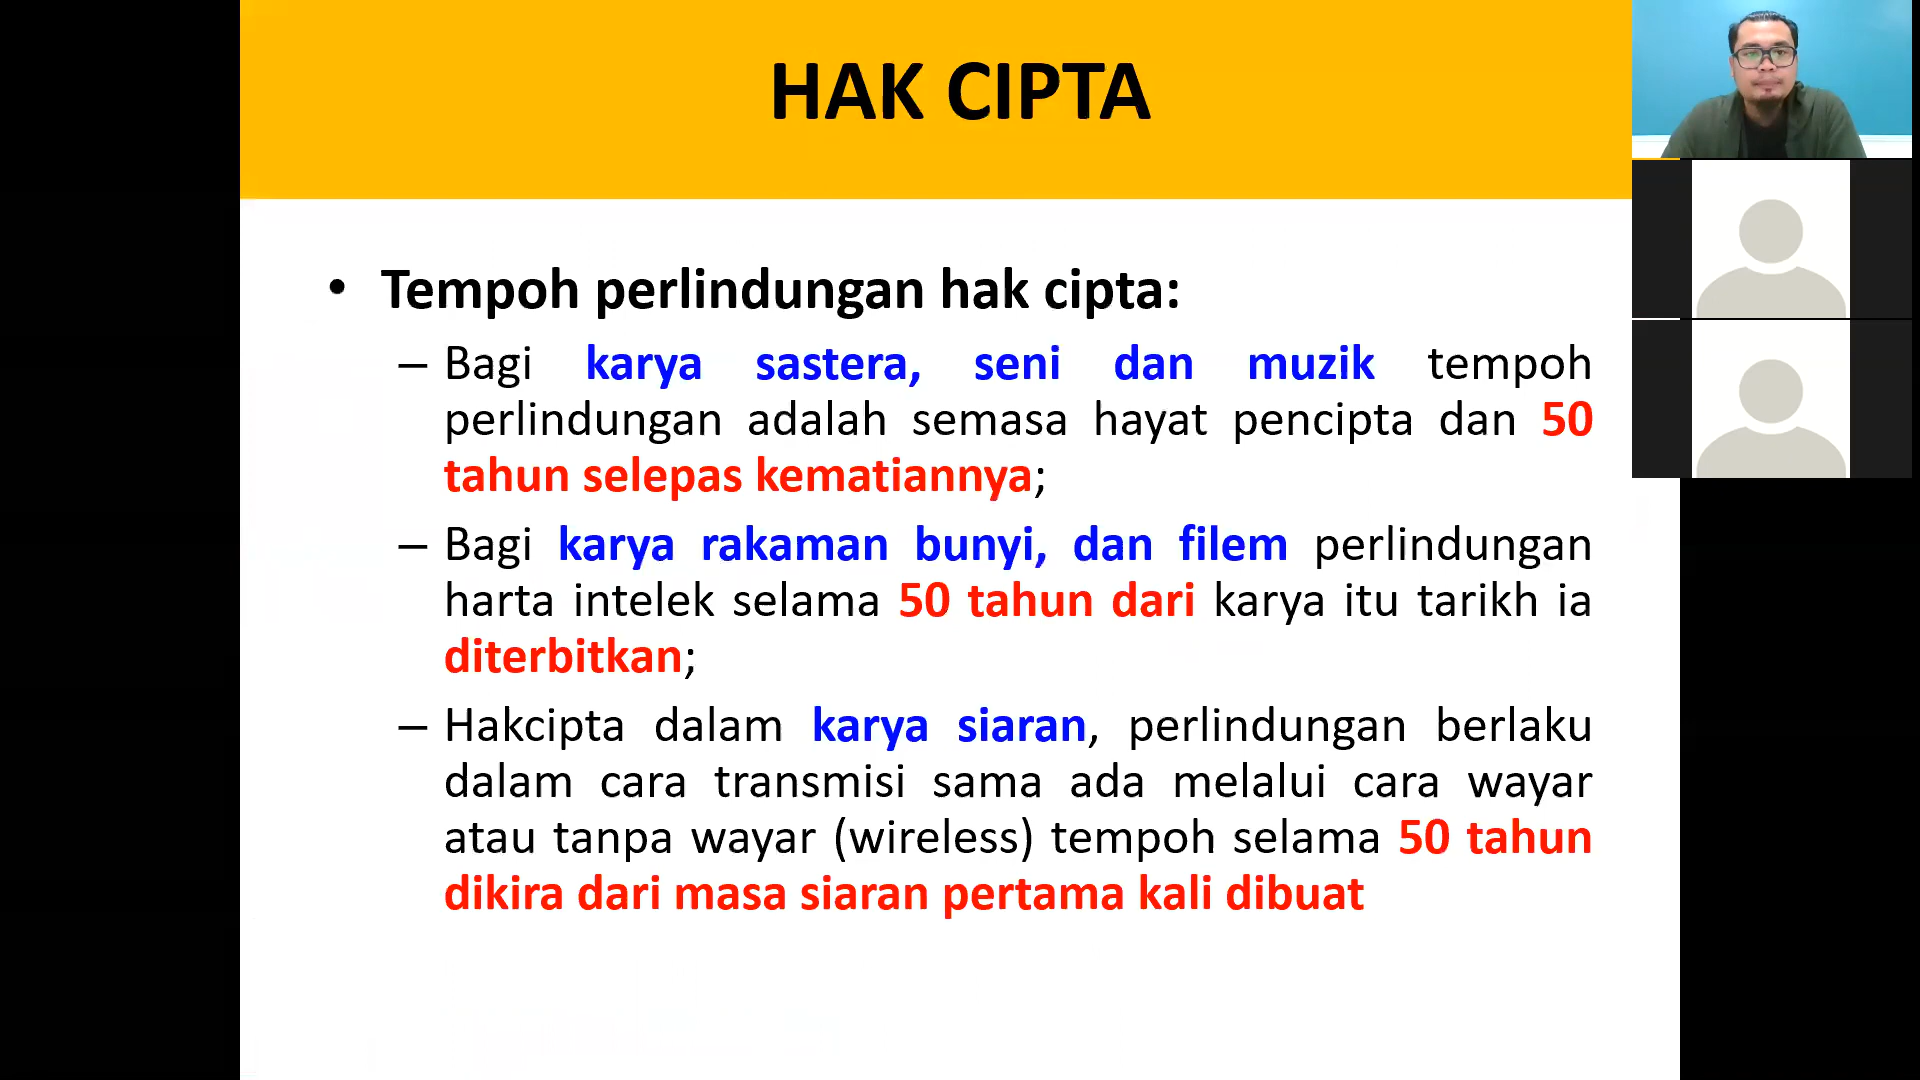 HAK CIPTA
• Tempoh perlindungan hak cipta:
– Bagi karya sastera, seni dan muzik tempoh
perlindungan adalah semasa hayat pencipta dan 50
tahun selepas kematiannya;
– Bagi karya rakaman bunyi, dan filem perlindungan
harta intelek selama 50 tahun dari karya itu tarikh ia
diterbitkan;
– Hakcipta dalam karya siaran, perlindungan berlaku
dalam cara transmisi sama ada melalui cara wayar
atau tanpa wayar (wireless) tempoh selama 50 tahun
dikira dari masa siaran pertama kali dibuat